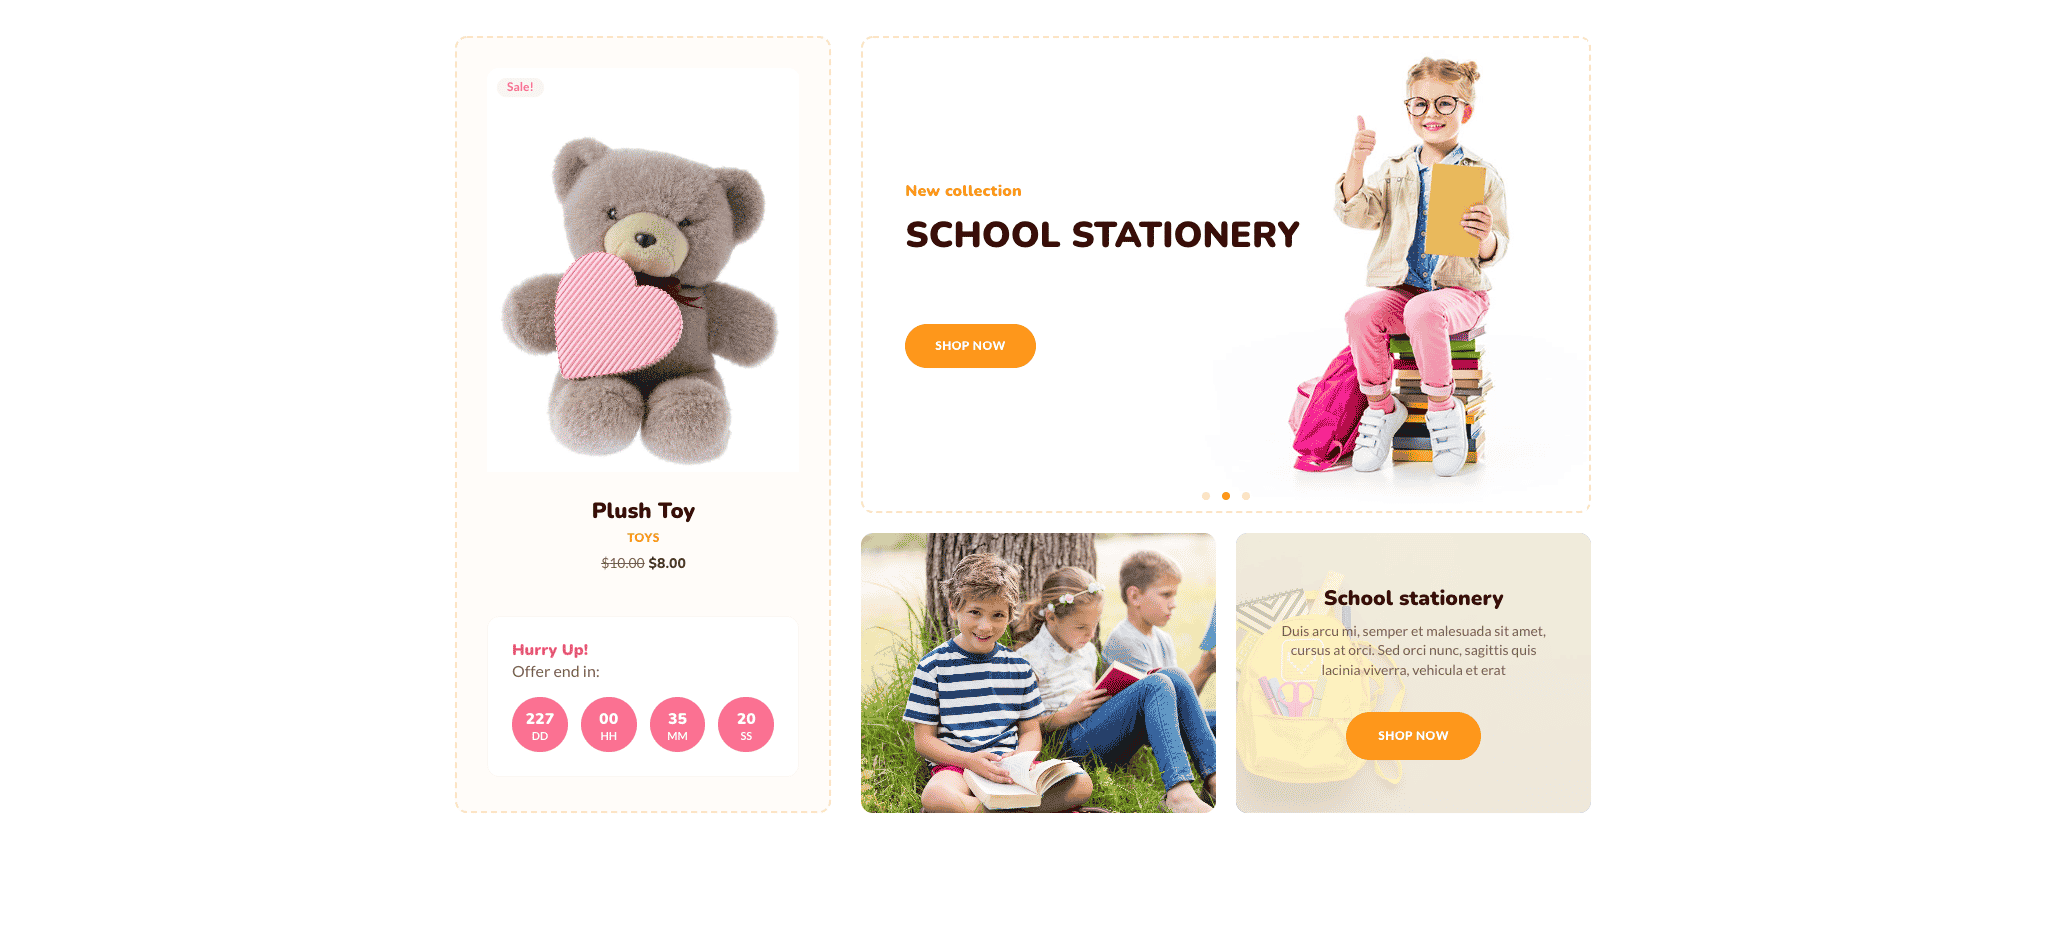 Sale!
Plush Toy
TOYS
$10.00 $8.00
Hurry Up!
Offer end in:
227 00 35 20
DD HH MM SS
New collection
SCHOOL STATIONERY
SHOP NOW
School stationery
Duis arcu mi, semper et malesuada sit amet,
cursus at orci. Sed orci nunc, sagittis quis
lacinia viverra, vehicula et erat
SHOP NOW